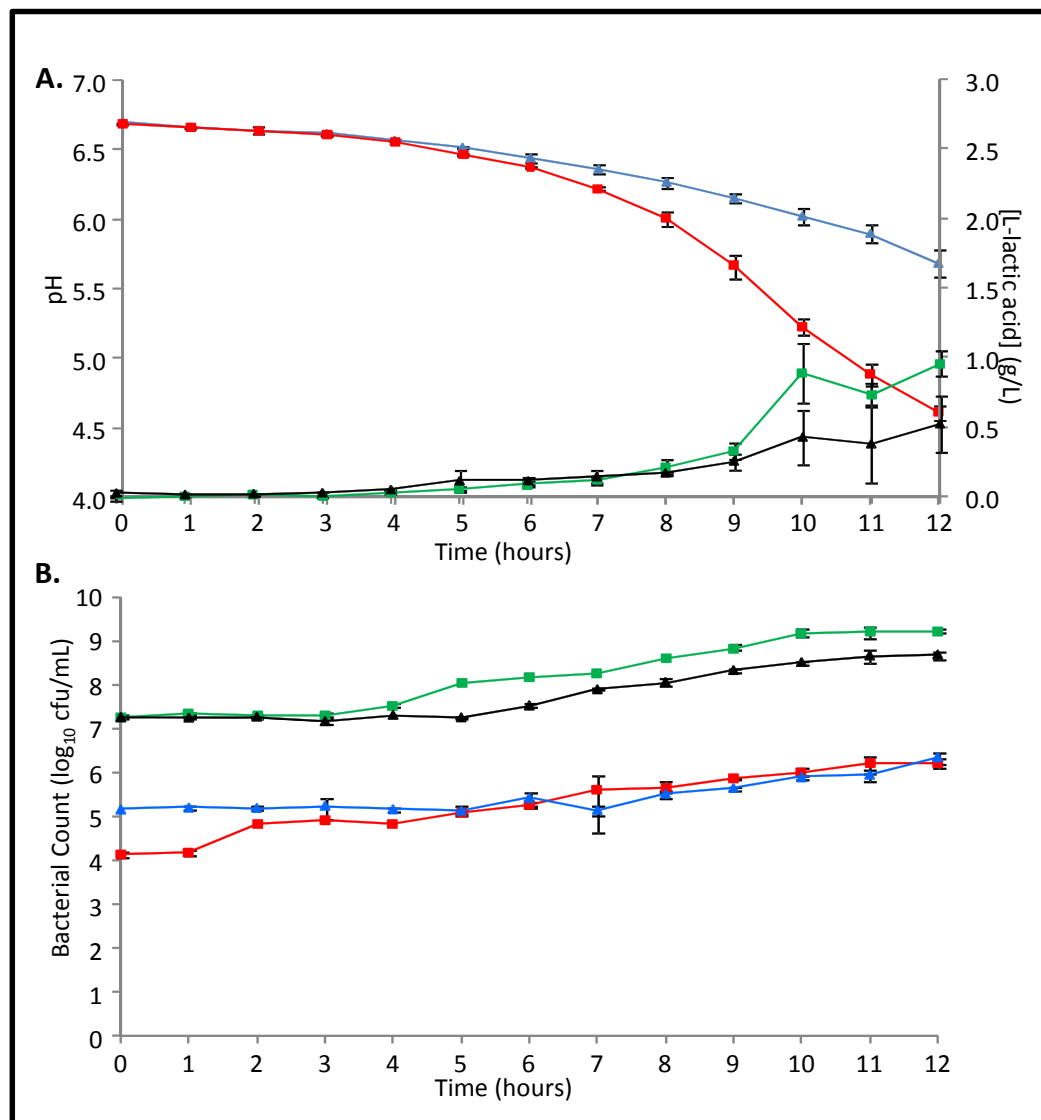 A.
7.0
6.5
6.0
5.5
5.0
4.5
4.0
pH
3.0
2.5
2.0
1.5
1.0
0.5
0.0
[L-lactic acid] (g/L)
0 1 2 3 4 5 6 7 8 9 10 11 12
Time (hours)
B.
10
9
8
7
6
5
4
3
2
1
0
Bacterial Count (log₁₀ cfu/mL)
0 1 2 3 4 5 6 7 8 9 10 11 12
Time (hours)